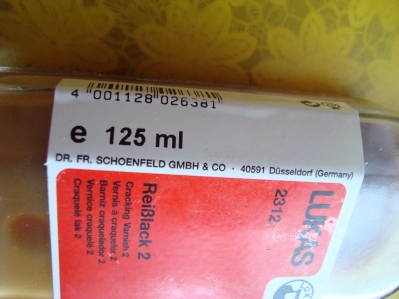 4 001128 026381
e 125 ml
DR. FR. SCHOENFELD GMBH & CO · 40591 Düsseldorf (Germany)
LUKAS
2312
Reißlack 2
Cracking Varnish 2
Vernis à craqueler 2
Barniz craquelador 2
Vernice craquelé 2
Craquelé lak 2